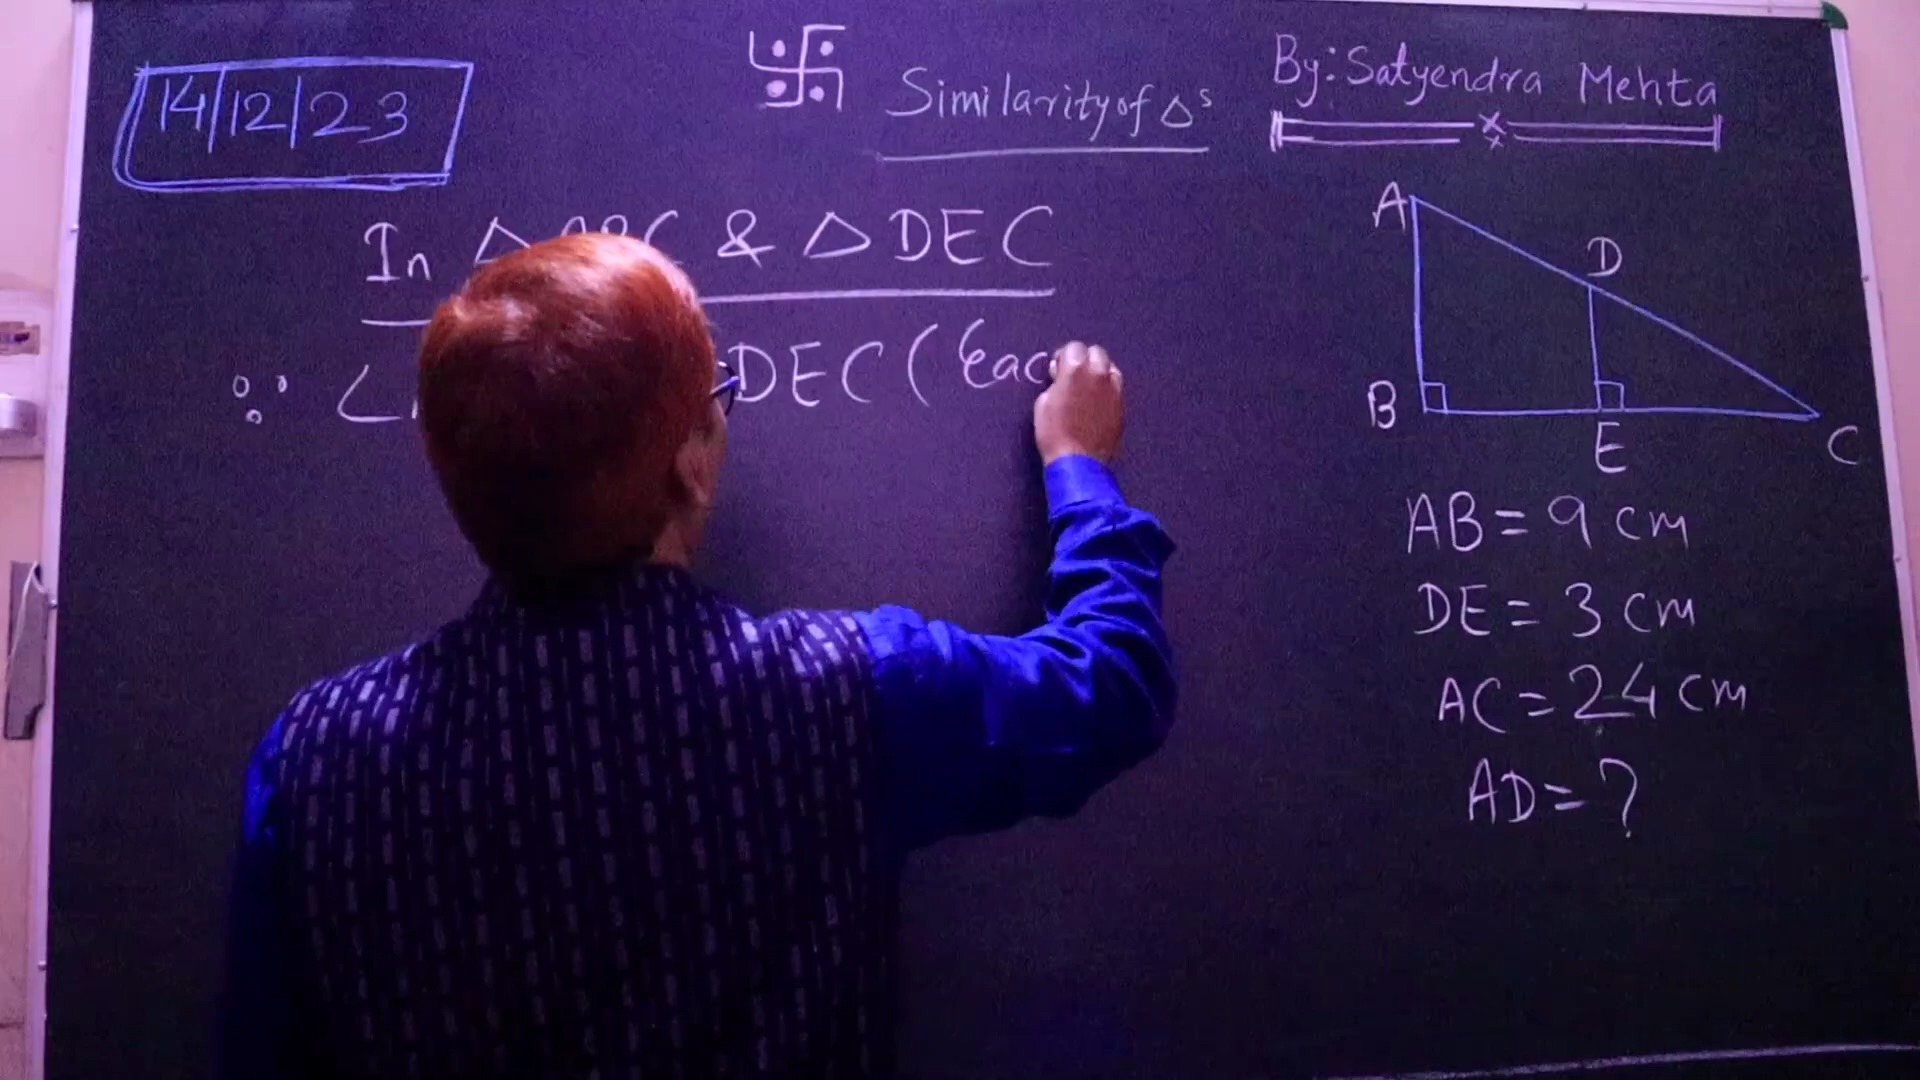 14/12/23
Similarity of Δˢ
By: Satyendra Mehta
In Δ & Δ DEC
∵ ∠ DEC (Eac
A
D
B
E
C
AB = 9 cm
DE = 3 cm
AC = 24 cm
AD = ?